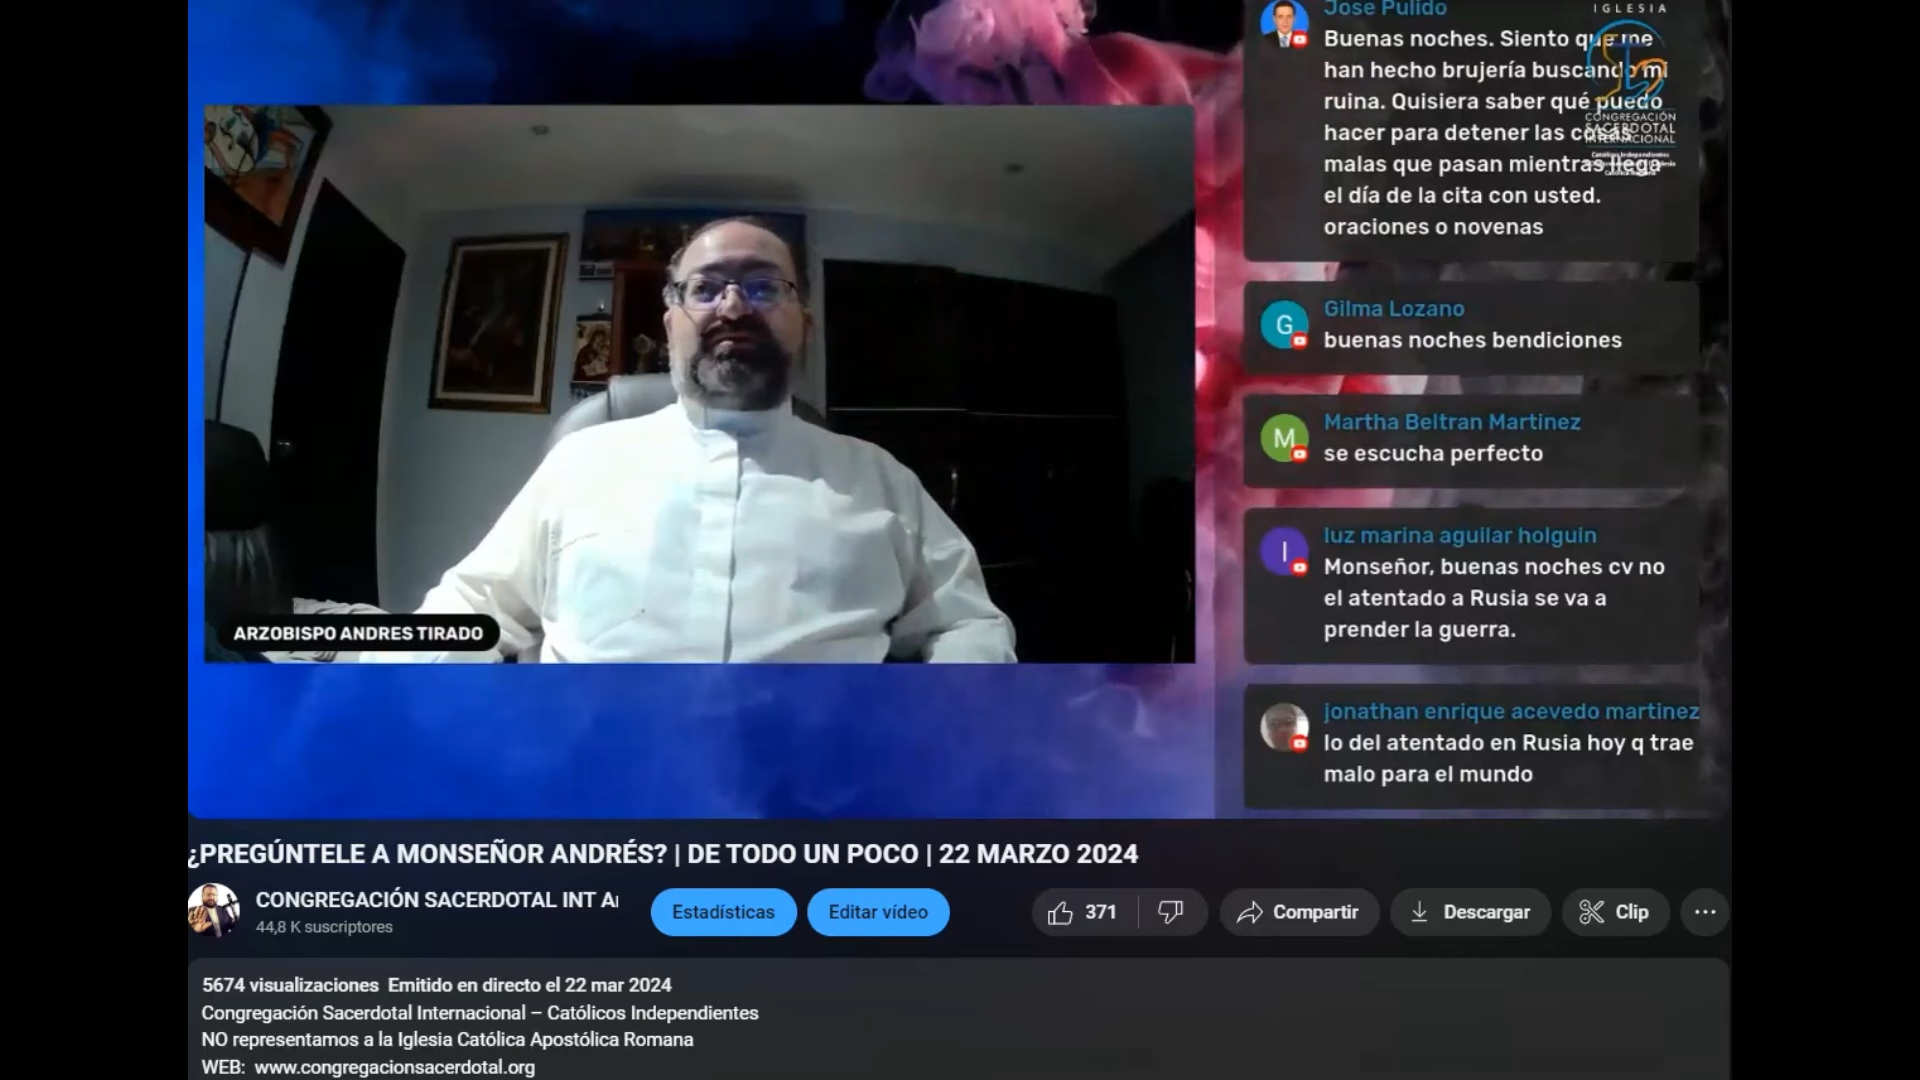 Jose Pulido
Buenas noches. Siento que me
han hecho brujería buscando mi
ruina. Quisiera saber qué puedo
hacer para detener las cosas
malas que pasan mientras llega
el día de la cita con usted.
oraciones o novenas
IGLESIA
CONGREGACIÓN
SACERDOTAL
INTERNACIONAL
Católicos Independientes
G
Gilma Lozano
buenas noches bendiciones
M
Martha Beltran Martinez
se escucha perfecto
l
luz marina aguilar holguin
Monseñor, buenas noches cv no
el atentado a Rusia se va a
prender la guerra.
jonathan enrique acevedo martinez
lo del atentado en Rusia hoy q trae
malo para el mundo
ARZOBISPO ANDRES TIRADO
¿PREGÚNTELE A MONSEÑOR ANDRÉS? | DE TODO UN POCO | 22 MARZO 2024
CONGREGACIÓN SACERDOTAL INT
44,8 K suscriptores
Estadísticas
Editar vídeo
371
Compartir
Descargar
Clip
5674 visualizaciones Emitido en directo el 22 mar 2024
Congregación Sacerdotal Internacional – Católicos Independientes
NO representamos a la Iglesia Católica Apostólica Romana
WEB: www.congregacionsacerdotal.org